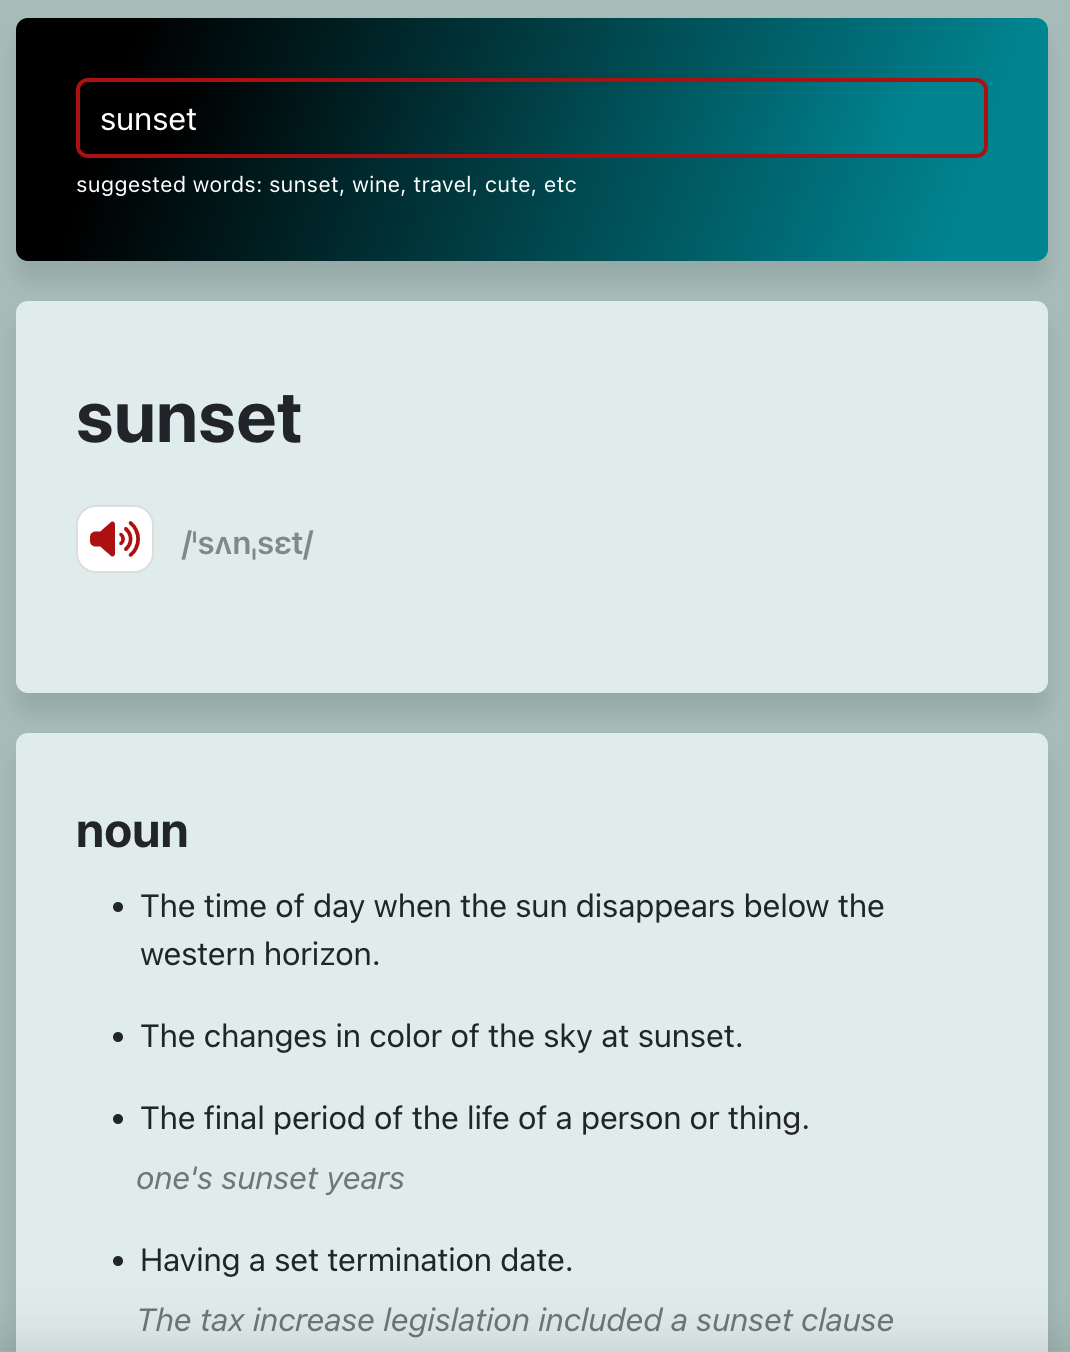 sunset
suggested words: sunset, wine, travel, cute, etc
sunset
/ˈsʌnˌsɛt/
noun
The time of day when the sun disappears below the
western horizon.
The changes in color of the sky at sunset.
The final period of the life of a person or thing.
one's sunset years
Having a set termination date.
The tax increase legislation included a sunset clause